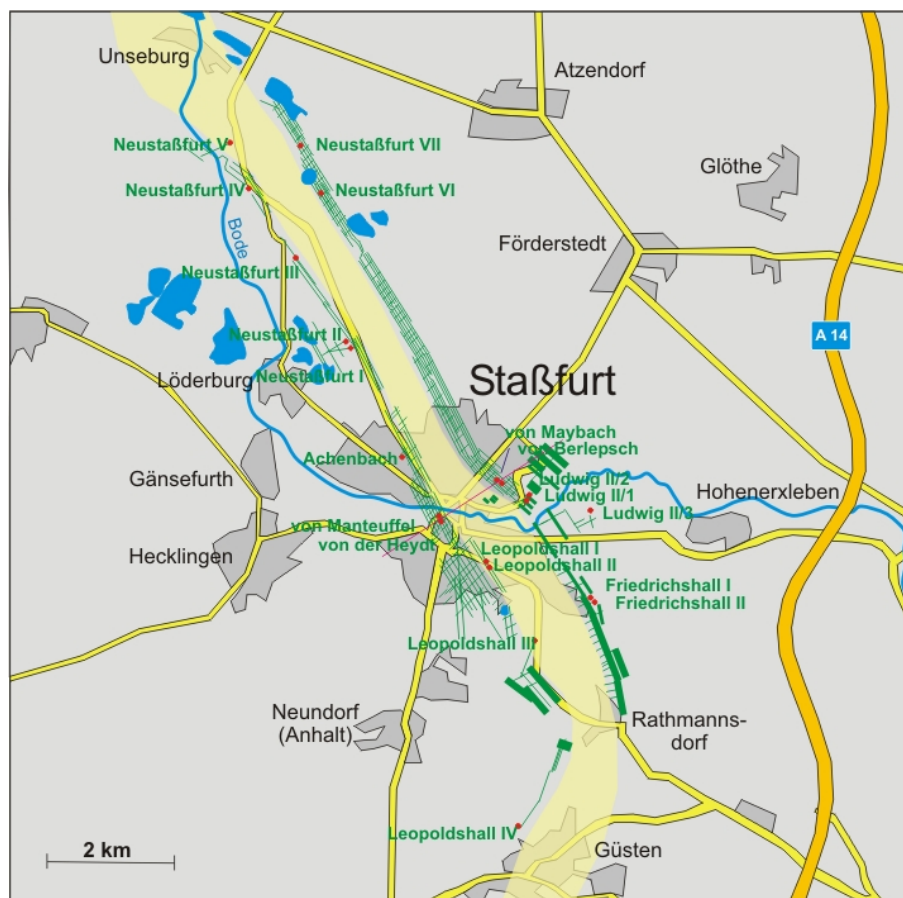 Unseburg
Atzendorf
Neustaßfurt V
Neustaßfurt VII
Glöthe
Neustaßfurt IV
Neustaßfurt VI
Bode
Förderstedt
Neustaßfurt III
A 14
Neustaßfurt II
Löderburg
Neustaßfurt I
Staßfurt
von Maybach
von Berlepsch
Achenbach
Gänsefurth
Ludwig II/2
Ludwig II/1
Hohenerxleben
Ludwig II/3
von Manteuffel
von der Heydt
Hecklingen
Leopoldshall I
Leopoldshall II
Friedrichshall I
Friedrichshall II
Leopoldshall III
Neundorf
(Anhalt)
Rathmanns-
dorf
Leopoldshall IV
2 km
Güsten